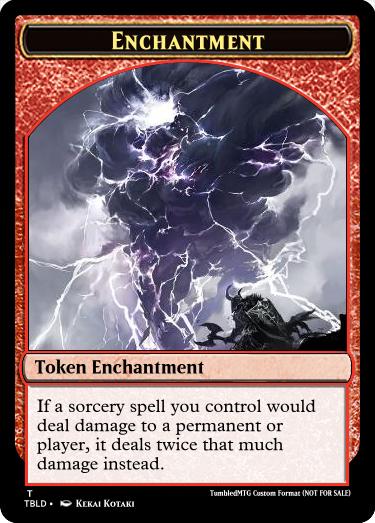 ENCHANTMENT
Token Enchantment
If a sorcery spell you control would
deal damage to a permanent or
player, it deals twice that much
damage instead.
T
TumbledMTG Custom Format (NOT FOR SALE)
TBLD • KEKAI KOTAKI